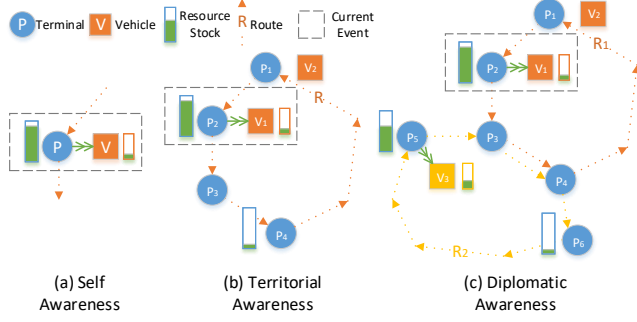 P Terminal V Vehicle Resource Stock R Route Current Event
P V
(a) Self Awareness
P1 V2
R
P2 V1
P3
P4
(b) Territorial Awareness
P1 V2
R1
P2 V1
P5 P3
V3 P4
R2 P6
(c) Diplomatic Awareness